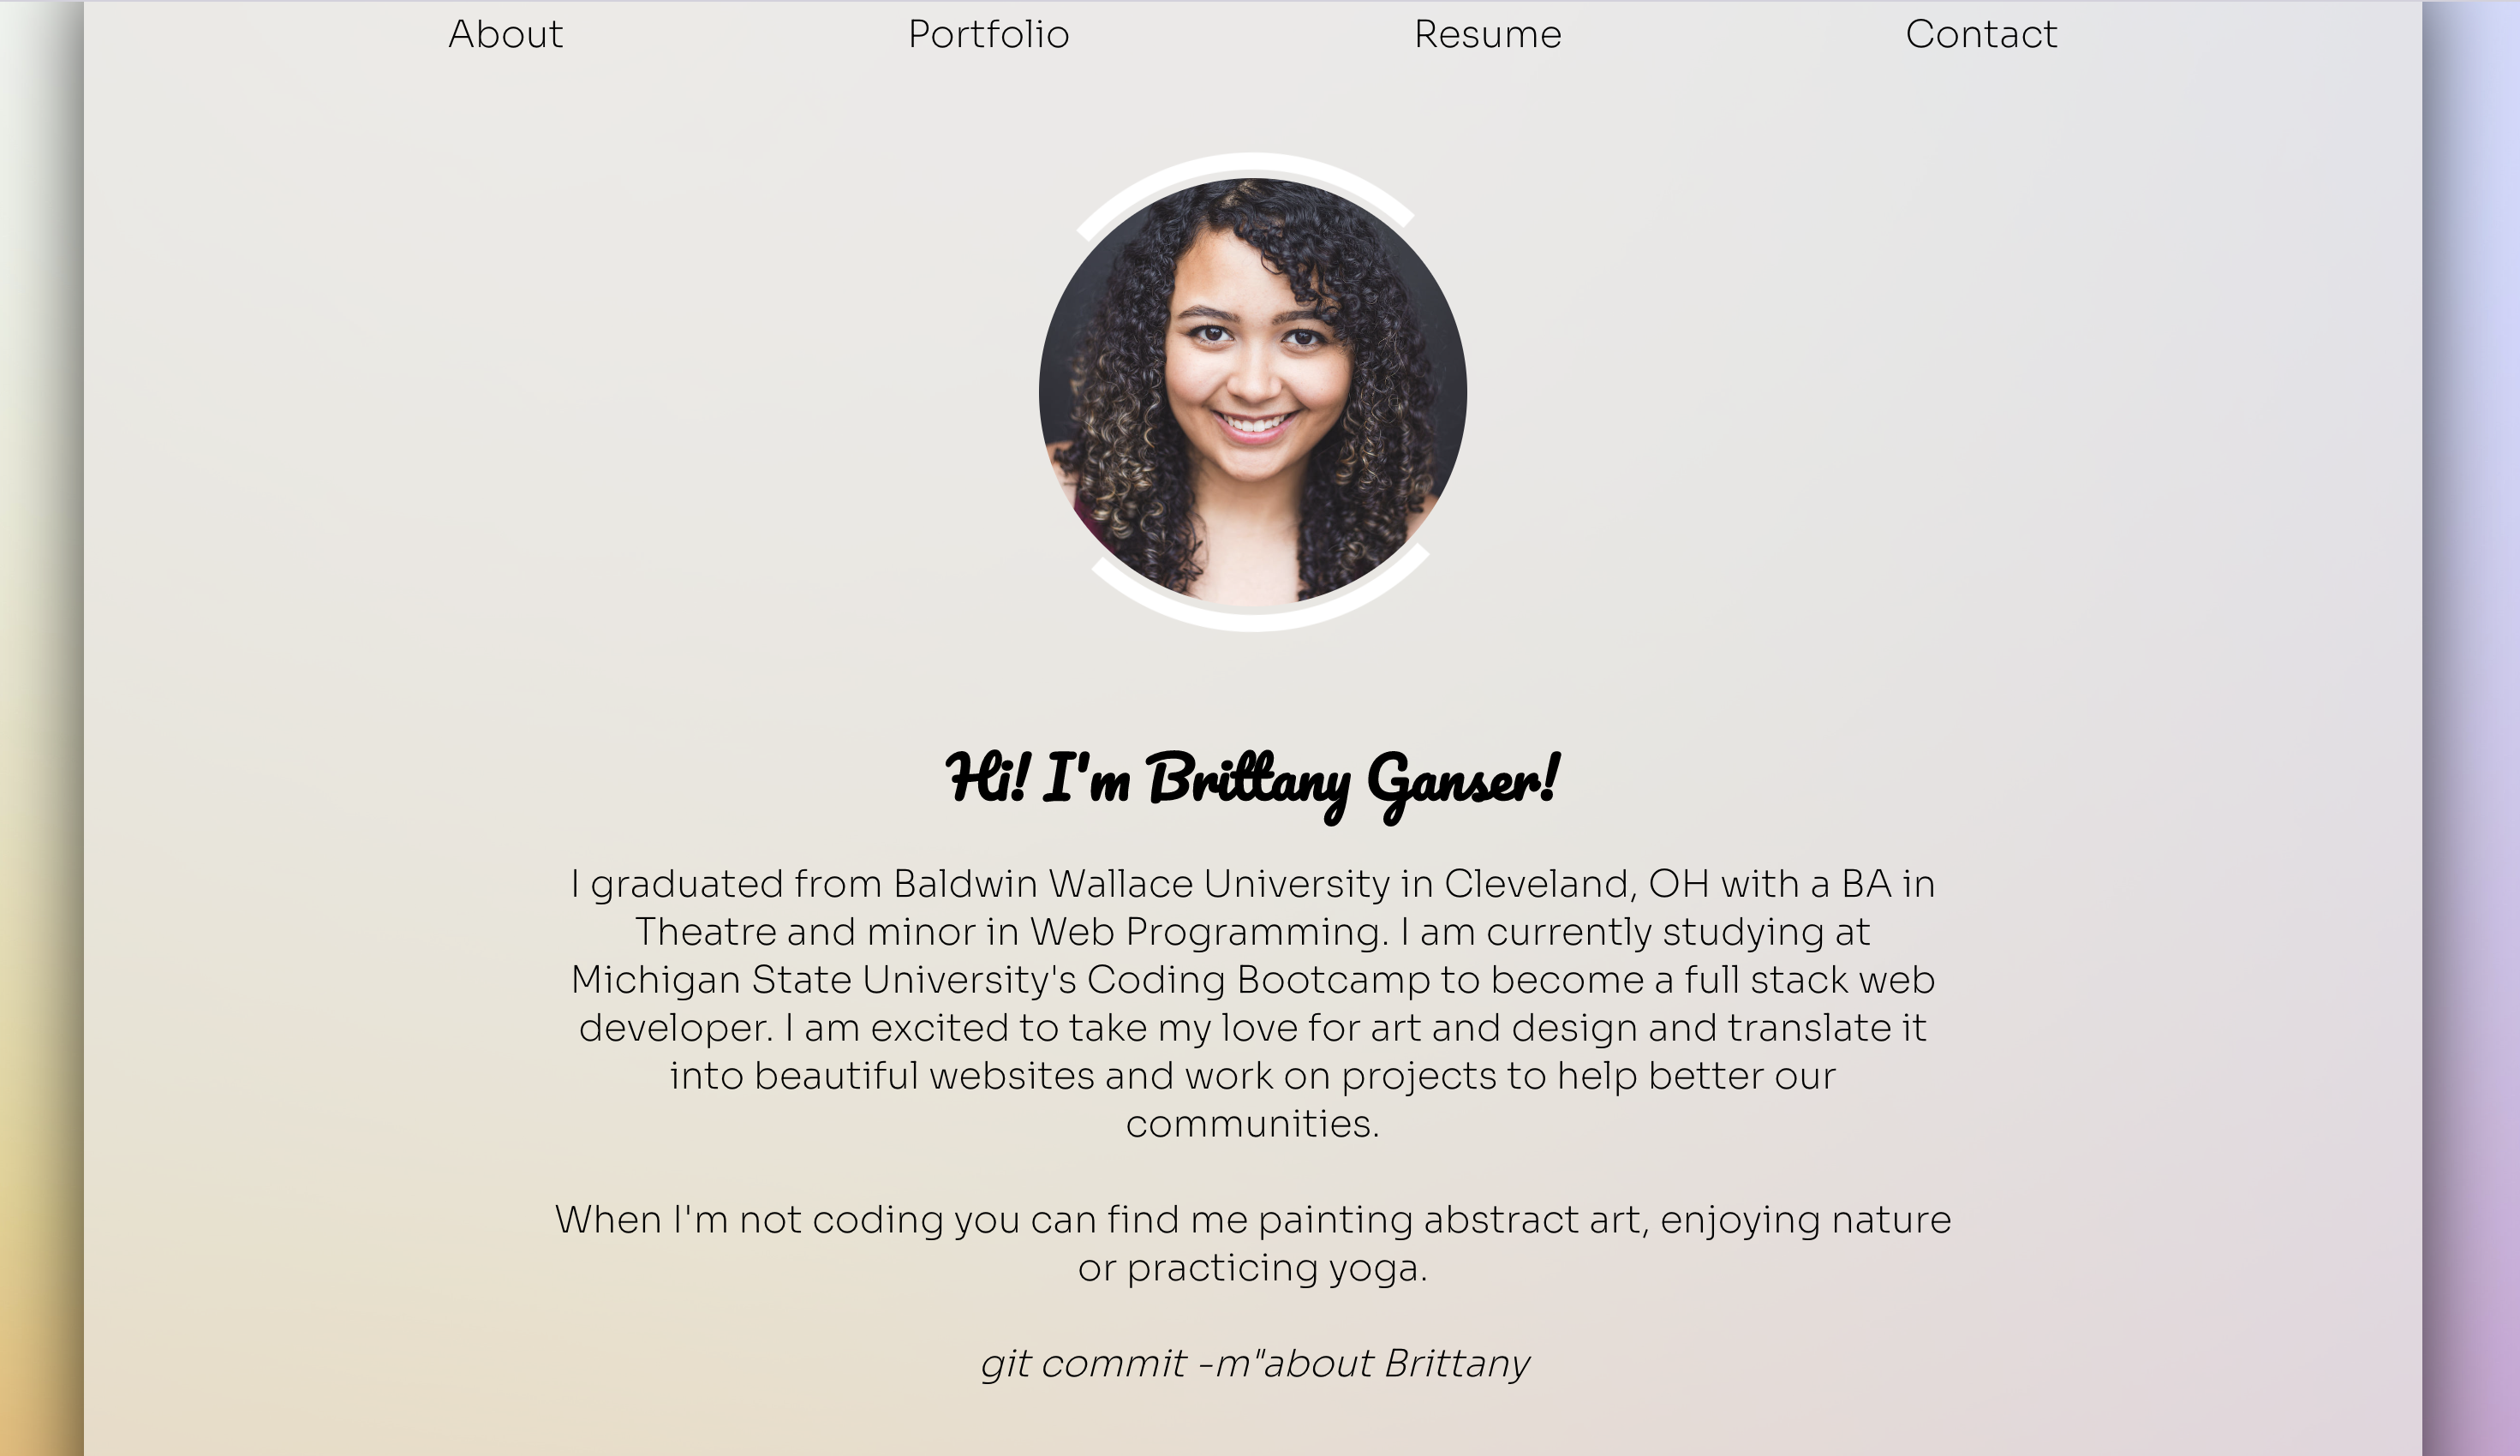 About Portfolio Resume Contact
Hi! I'm Brittany Ganser!
I graduated from Baldwin Wallace University in Cleveland, OH with a BA in
Theatre and minor in Web Programming. I am currently studying at
Michigan State University's Coding Bootcamp to become a full stack web
developer. I am excited to take my love for art and design and translate it
into beautiful websites and work on projects to help better our
communities.
When I'm not coding you can find me painting abstract art, enjoying nature
or practicing yoga.
git commit -m"about Brittany